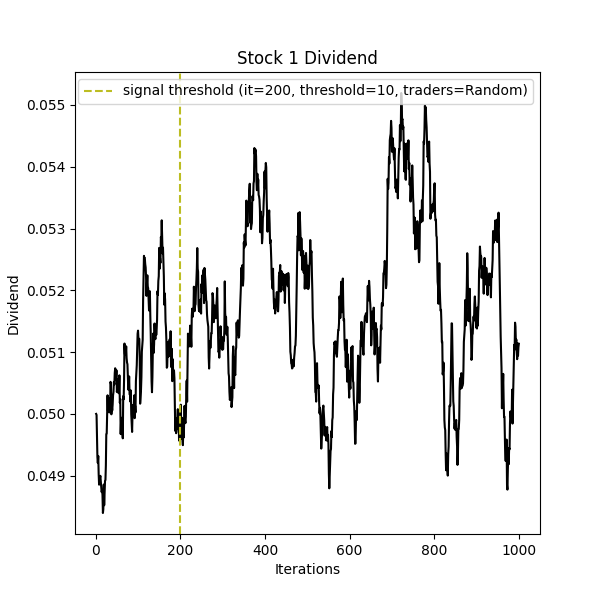 Stock 1 Dividend
signal threshold (it=200, threshold=10, traders=Random)
0.055
0.054
0.053
0.052
0.051
0.050
0.049
Dividend
0 200 400 600 800 1000
Iterations